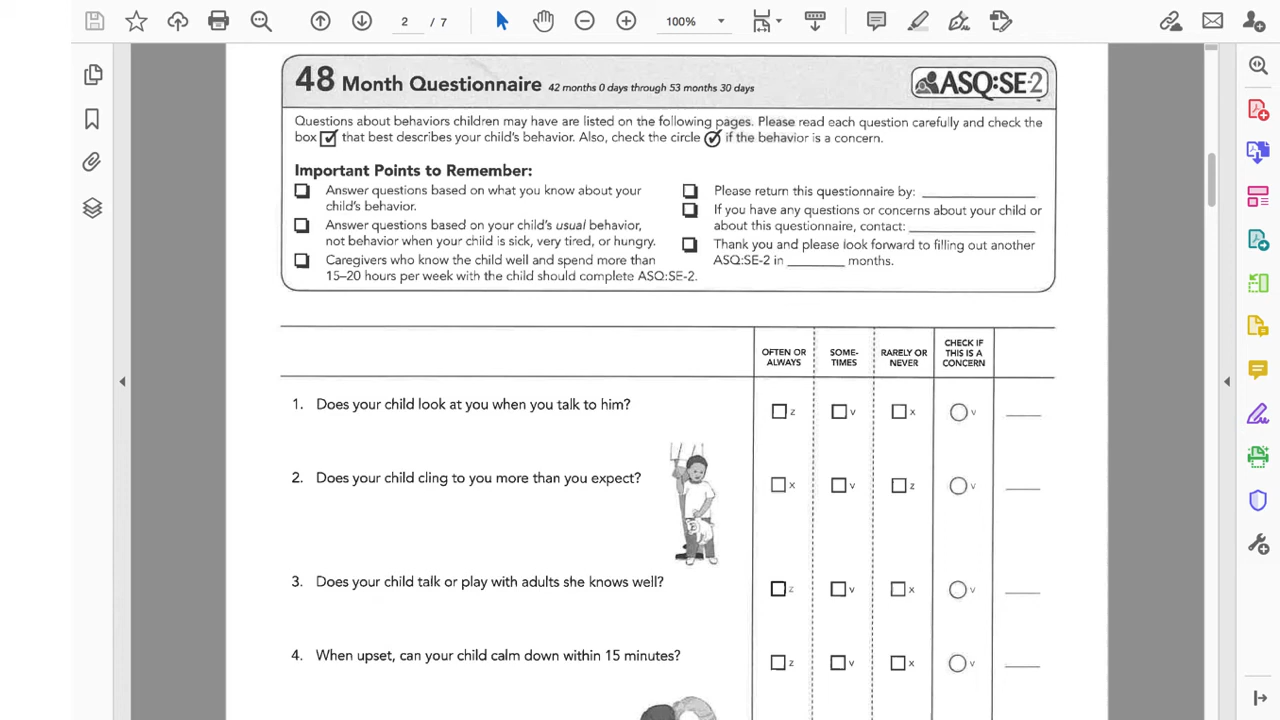 2 / 7 100%
48 Month Questionnaire 42 months 0 days through 53 months 30 days ASQ:SE-2
Questions about behaviors children may have are listed on the following pages. Please read each question carefully and check the
box that best describes your child's behavior. Also, check the circle if the behavior is a concern.
Important Points to Remember:
Answer questions based on what you know about your
child's behavior.
Answer questions based on your child's usual behavior,
not behavior when your child is sick, very tired, or hungry.
Caregivers who know the child well and spend more than
15–20 hours per week with the child should complete ASQ:SE-2.
Please return this questionnaire by: ____________
If you have any questions or concerns about your child or
about this questionnaire, contact: ____________
Thank you and please look forward to filling out another
ASQ:SE-2 in ________ months.
OFTEN OR
ALWAYS
SOME-
TIMES
RARELY OR
NEVER
CHECK IF
THIS IS A
CONCERN
1. Does your child look at you when you talk to him?
z v x v ____
2. Does your child cling to you more than you expect?
x v z v ____
3. Does your child talk or play with adults she knows well?
z v x v ____
4. When upset, can your child calm down within 15 minutes?
z v x v ____